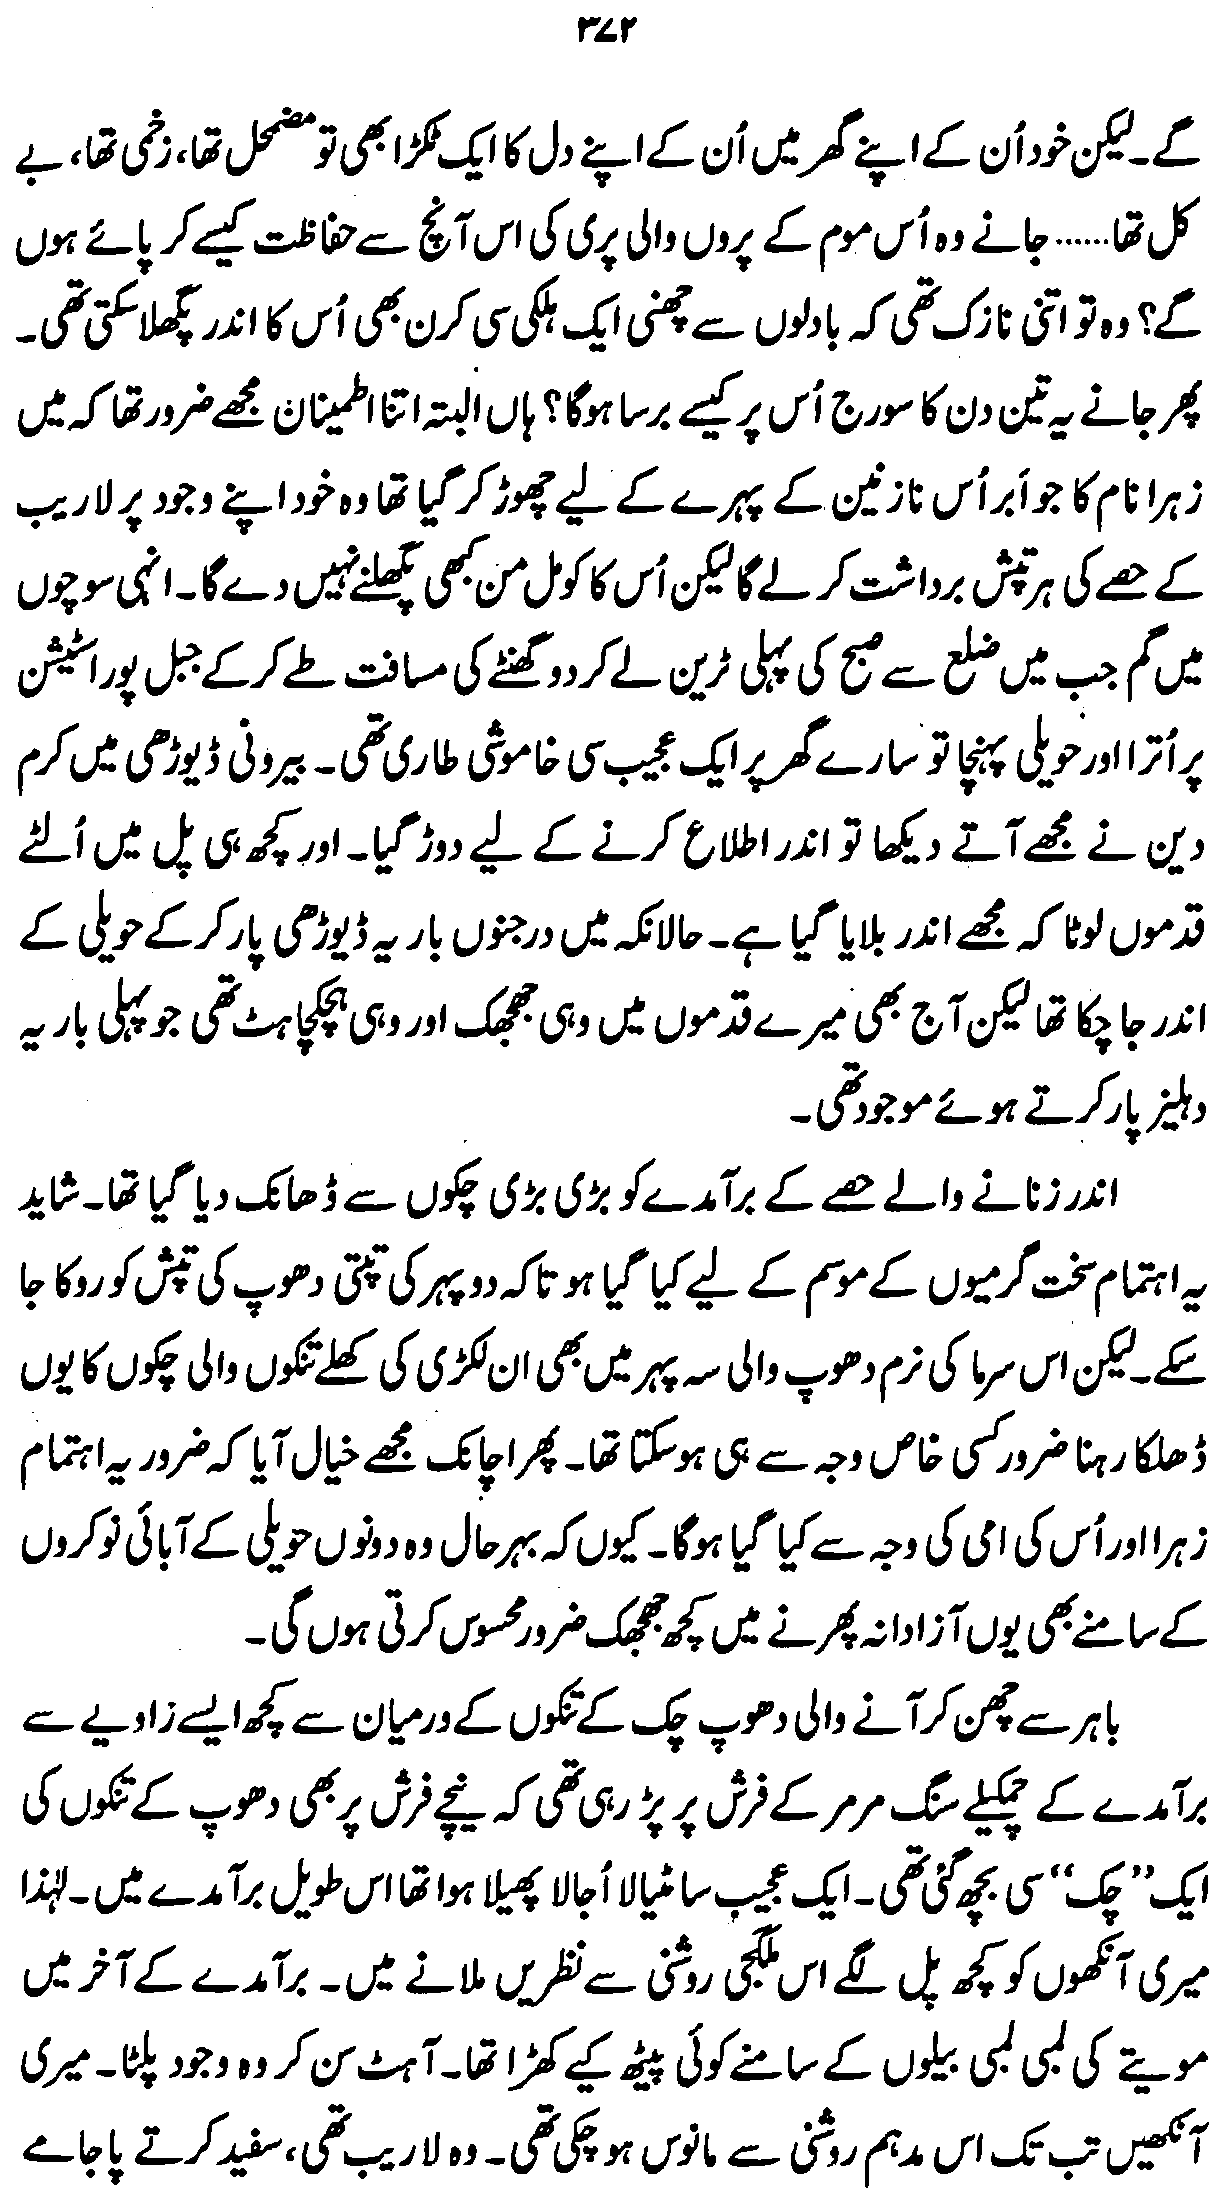 ۳۷۲
گے۔ لیکن خود اُن کے اپنے گھر میں اُن کے اپنے دل کا ایک ٹکڑا بھی تو مضمحل تھا، زخمی تھا، بے
کل تھا...... جانے وہ اُس موم کے پروں والی پری کی اس آنچ سے حفاظت کیسے کر پائے ہوں
گے؟ وہ تو اتنی نازک تھی کہ بادلوں سے چھنی ایک ہلکی سی کرن بھی اُس کا اندر پگھلا سکتی تھی۔
پھر جانے یہ تین دن کا سورج اُس پر کیسے برسا ہوگا؟ ہاں البتہ اتنا اطمینان مجھے ضرور تھا کہ میں
زہرا نام کا جو اَبر اُس نازنین کے پہرے کے لیے چھوڑ کر گیا تھا وہ خود اپنے وجود پر لاریب
کے حصے کی ہر تپش برداشت کر لے گا لیکن اُس کا کومل من کبھی پگھلنے نہیں دے گا۔ انہی سوچوں
میں گم جب میں ضلع سے صبح کی پہلی ٹرین لے کر دو گھنٹے کی مسافت طے کر کے جبل پور اسٹیشن
پر اُترا اور حویلی پہنچا تو سارے گھر پر ایک عجیب سی خاموشی طاری تھی۔ بیرونی ڈیوڑھی میں کرم
دین نے مجھے آتے دیکھا تو اندر اطلاع کرنے کے لیے دوڑ گیا۔ اور کچھ ہی پل میں اُلٹے
قدموں لوٹا کہ مجھے اندر بلایا گیا ہے۔ حالانکہ میں درجنوں بار یہ ڈیوڑھی پار کر کے حویلی کے
اندر جا چکا تھا لیکن آج بھی میرے قدموں میں وہی جھجھک اور وہی ہچکچاہٹ تھی جو پہلی بار یہ
دہلیز پار کرتے ہوئے موجود تھی۔
اندر زنانے والے حصے کے برآمدے کو بڑی بڑی چکوں سے ڈھانک دیا گیا تھا۔ شاید
یہ اہتمام سخت گرمیوں کے موسم کے لیے کیا گیا ہو تاکہ دوپہر کی تپتی دھوپ کی تپش کو روکا جا
سکے۔ لیکن اس سرما کی نرم دھوپ والی سہ پہر میں بھی ان لکڑی کی کھلے تنکوں والی چکوں کا یوں
ڈھلکا رہنا ضرور کسی خاص وجہ سے ہی ہو سکتا تھا۔ پھر اچانک مجھے خیال آیا کہ ضرور یہ اہتمام
زہرا اور اُس کی امی کی وجہ سے کیا گیا ہوگا۔ کیوں کہ بہرحال وہ دونوں حویلی کے آبائی نوکروں
کے سامنے بھی یوں آزادانہ پھرنے میں کچھ جھجھک ضرور محسوس کرتی ہوں گی۔
باہر سے چھن کر آنے والی دھوپ چک کے تنکوں کے درمیان سے کچھ ایسے زاویے سے
برآمدے کے چمکیلے سنگ مرمر کے فرش پر پڑ رہی تھی کہ نیچے فرش پر بھی دھوپ کے تنکوں کی
ایک ”چک“ سی بچھ گئی تھی۔ ایک عجیب سا مٹیالا اُجالا پھیلا ہوا تھا اس طویل برآمدے میں۔ لہٰذا
میری آنکھوں کو کچھ پل لگے اس ملگجی روشنی سے نظریں ملانے میں۔ برآمدے کے آخر میں
موتیے کی لمبی لمبی بیلوں کے سامنے کوئی پیٹھ کیے کھڑا تھا۔ آہٹ سن کر وہ وجود پلٹا۔ میری
آنکھیں تب تک اس مدہم روشنی سے مانوس ہو چکی تھی۔ وہ لاریب تھی، سفید کرتے پاجامے